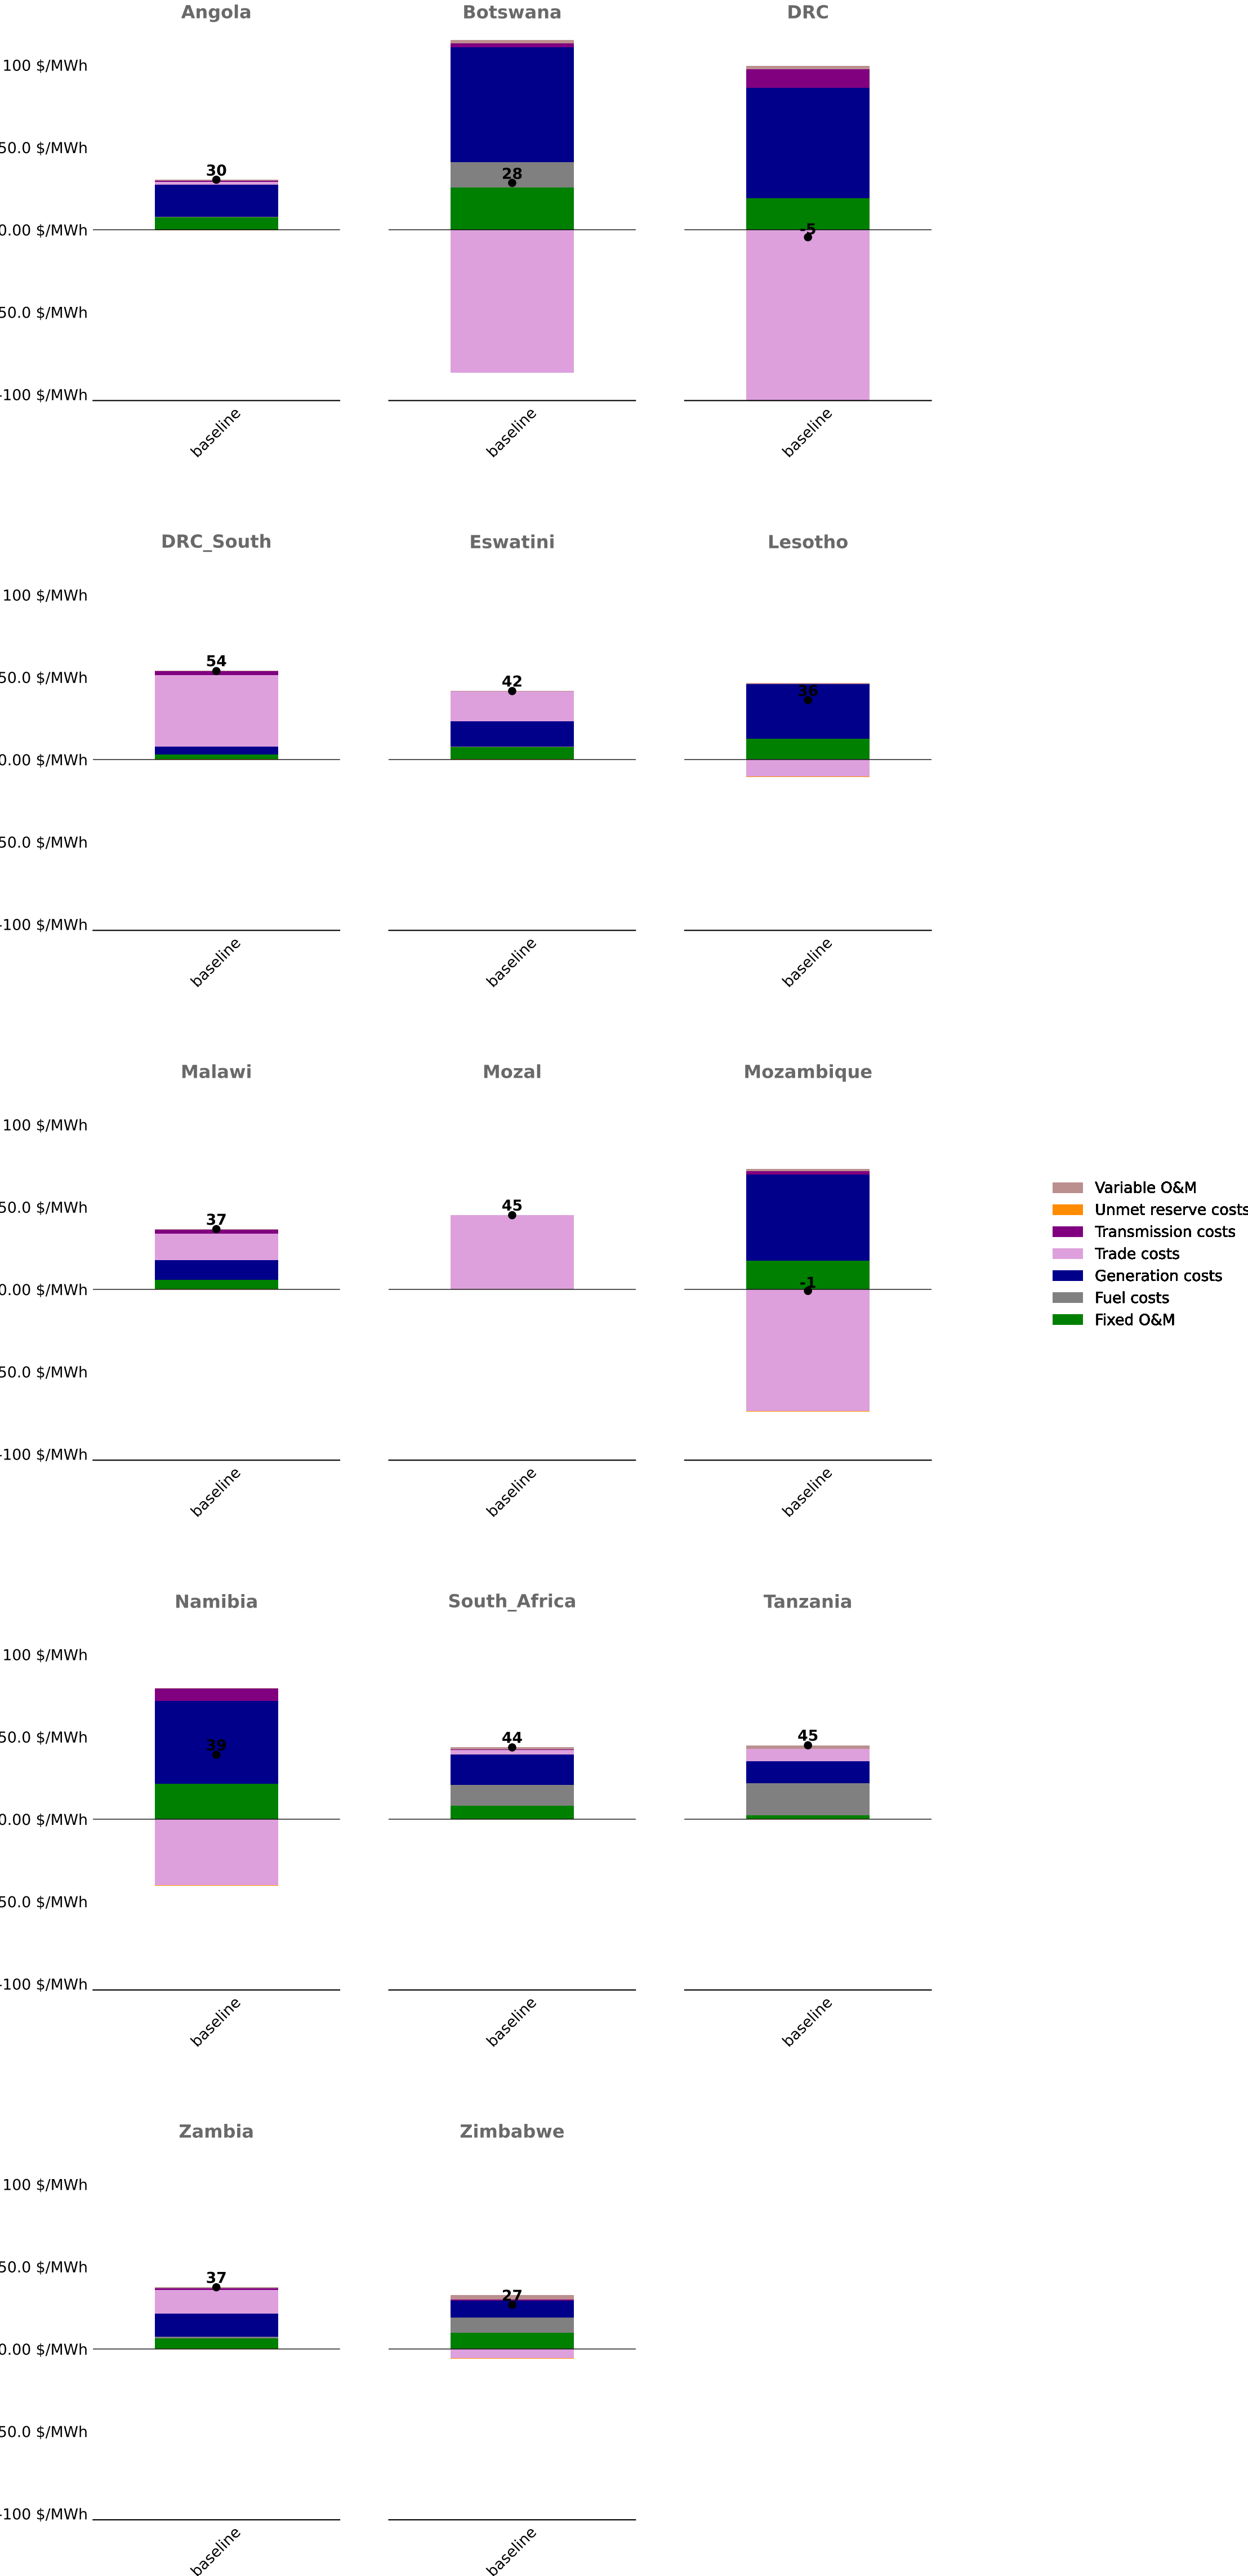 Angola Botswana DRC
100 $/MWh
50.0 $/MWh
0.00 $/MWh
50.0 $/MWh
-100 $/MWh
30
28
-5
baseline baseline baseline
DRC_South Eswatini Lesotho
100 $/MWh
50.0 $/MWh
0.00 $/MWh
50.0 $/MWh
-100 $/MWh
54
42
36
baseline baseline baseline
Malawi Mozal Mozambique
100 $/MWh
50.0 $/MWh
0.00 $/MWh
50.0 $/MWh
-100 $/MWh
37
45
-1
baseline baseline baseline
Variable O&M
Unmet reserve costs
Transmission costs
Trade costs
Generation costs
Fuel costs
Fixed O&M
Namibia South_Africa Tanzania
100 $/MWh
50.0 $/MWh
0.00 $/MWh
50.0 $/MWh
-100 $/MWh
39
44
45
baseline baseline baseline
Zambia Zimbabwe
100 $/MWh
50.0 $/MWh
0.00 $/MWh
50.0 $/MWh
-100 $/MWh
37
27
baseline baseline